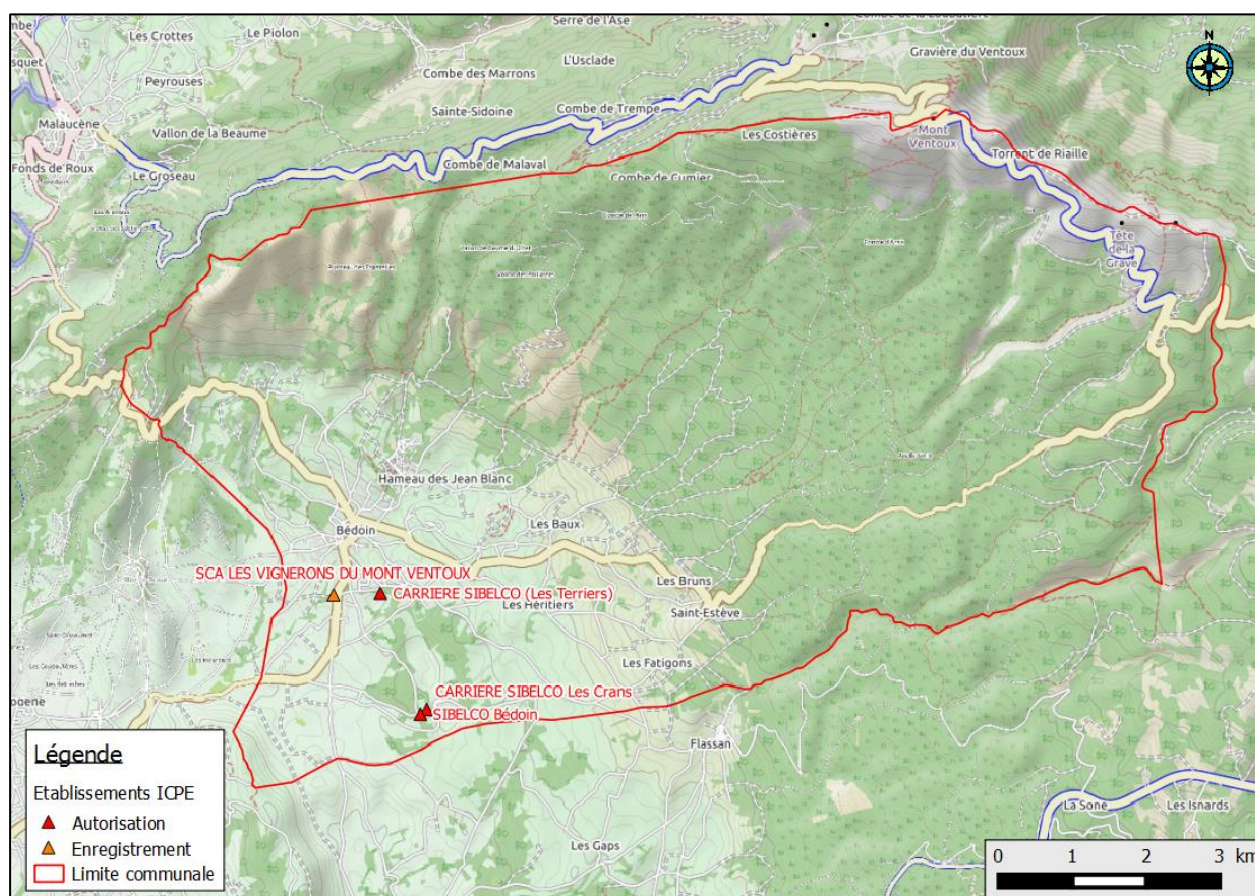 Serre de l'Ase
Les Crottes
Le Piolon
Gravière du Ventoux
L'Usclade
Combe des Marrons
Peyrouses
Sainte-Sidoine
Combe de Trempe
Malaucène
Vallon de la Beaume
Les Costières
Mont
Ventoux
Torrent de Riaille
Fonds de Roux
Le Groseau
Combe de Malaval
Combe de Cumier
Tête
de la
Grave
Hameau des Jean Blanc
Les Baux
Bédoin
SCA LES VIGNERONS DU MONT VENTOUX
CARRIERE SIBELCO (Les Terriers)
Les Héritiers
Les Bruns
Saint-Estève
Les Fatigons
CARRIERE SIBELCO Les Crans
SIBELCO Bédoin
Flassan
La Sone
Les Isnards
Les Gaps
N
Légende
Etablissements ICPE
Autorisation
Enregistrement
Limite communale
0 1 2 3 km